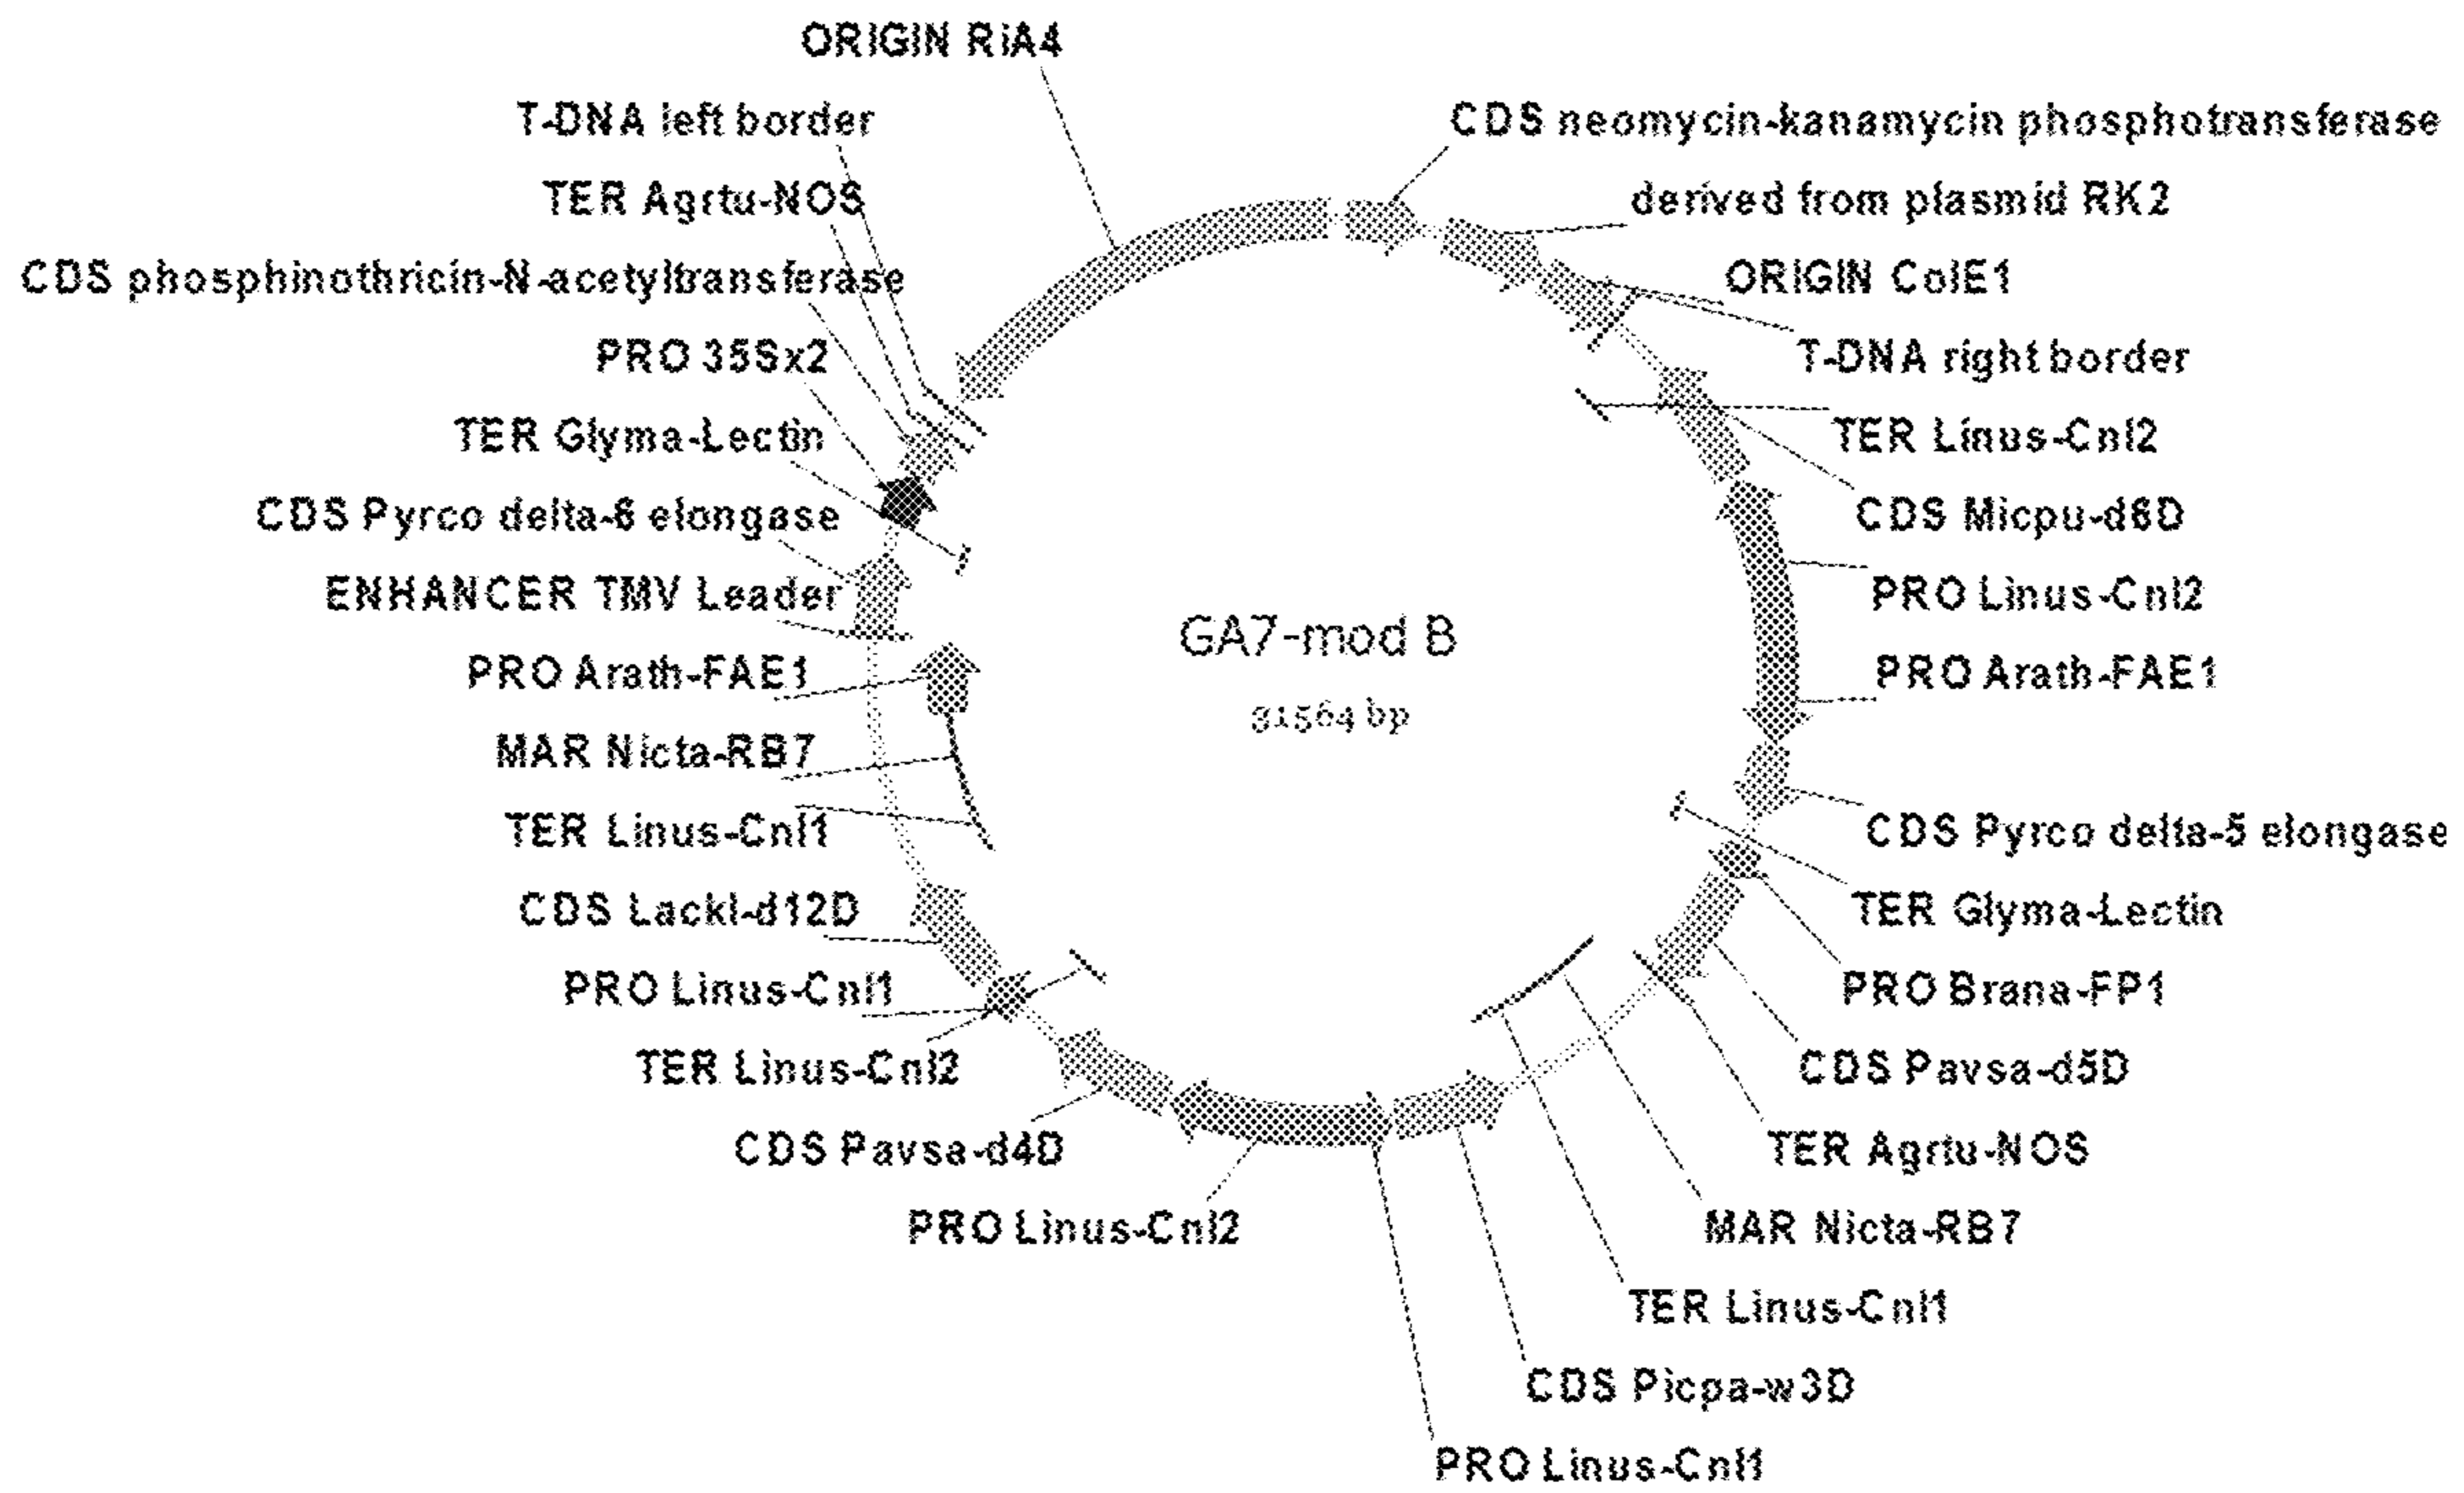 ORIGIN RiA4
T-DNA left border
TER Agrtu-NOS
CDS phosphinothricin-N-acetyltransferase
PRO 35Sx2
TER Glyma-Lectin
CDS Pyrco delta-6 elongase
ENHANCER TMV Leader
PRO Arath-FAE1
MAR Nicta-RB7
TER Linus-Cnl1
CDS Lackl-d12D
PRO Linus-Cnl1
TER Linus-Cnl2
CDS Pavsa-d4D
PRO Linus-Cnl2
GA7-mod B
31564 bp
CDS neomycin-kanamycin phosphotransferase
derived from plasmid RK2
ORIGIN ColE1
T-DNA right border
TER Linus-Cnl2
CDS Micpu-d6D
PRO Linus-Cnl2
PRO Arath-FAE1
CDS Pyrco delta-5 elongase
TER Glyma-Lectin
PRO Brana-FP1
CDS Pavsa-d5D
TER Agrtu-NOS
MAR Nicta-RB7
TER Linus-Cnl1
CDS Picpa-w3D
PRO Linus-Cnl1